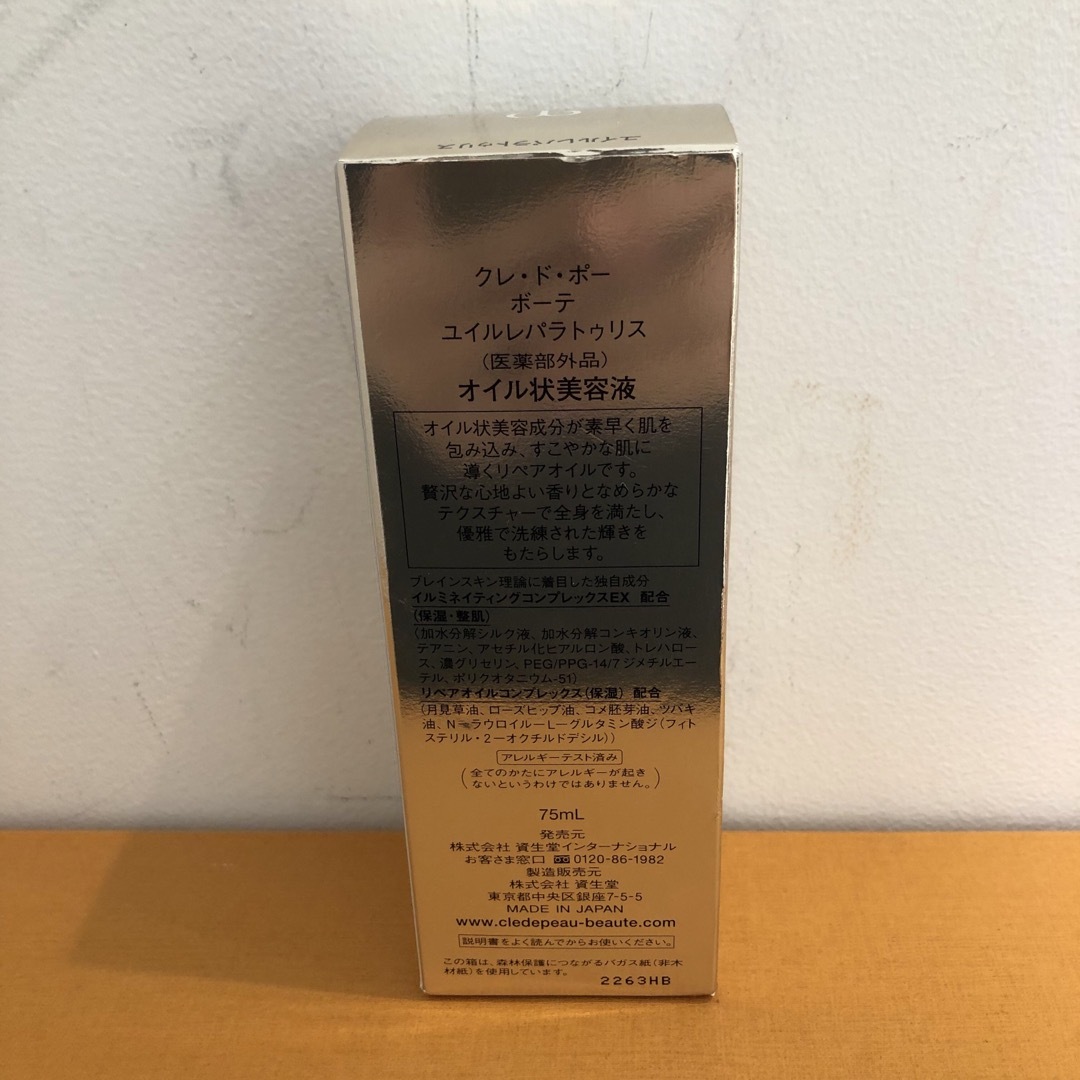 ユイルレパラトゥリス
クレ・ド・ポー
ボーテ
ユイルレパラトゥリス
(医薬部外品)
オイル状美容液
オイル状美容成分が素早く肌を
包み込み、すこやかな肌に
導くリペアオイルです。
贅沢な心地よい香りとなめらかな
テクスチャーで全身を満たし、
優雅で洗練された輝きを
もたらします。
ブレインスキン理論に着目した独自成分
イルミネイティングコンプレックスEX 配合
(保湿・整肌)
(加水分解シルク液、加水分解コンキオリン液、
テアニン、アセチル化ヒアルロン酸、トレハロー
ス、濃グリセリン、PEG/PPG-14/7 ジメチルエー
テル、ポリクオタニウム-51)
リペアオイルコンプレックス(保湿) 配合
(月見草油、ローズヒップ油、コメ胚芽油、ツバキ
油、N-ラウロイル-L-グルタミン酸ジ(フィト
ステリル・2-オクチルドデシル))
アレルギーテスト済み
(全てのかたにアレルギーが起き
ないというわけではありません。)
75mL
発売元
株式会社 資生堂インターナショナル
お客さま窓口 0120-86-1982
製造販売元
株式会社 資生堂
東京都中央区銀座7-5-5
MADE IN JAPAN
www.cledepeau-beaute.com
説明書をよく読んでからお使いください。
この箱は、森林保護につながるバガス紙(非木
材紙)を使用しています。
2263HB